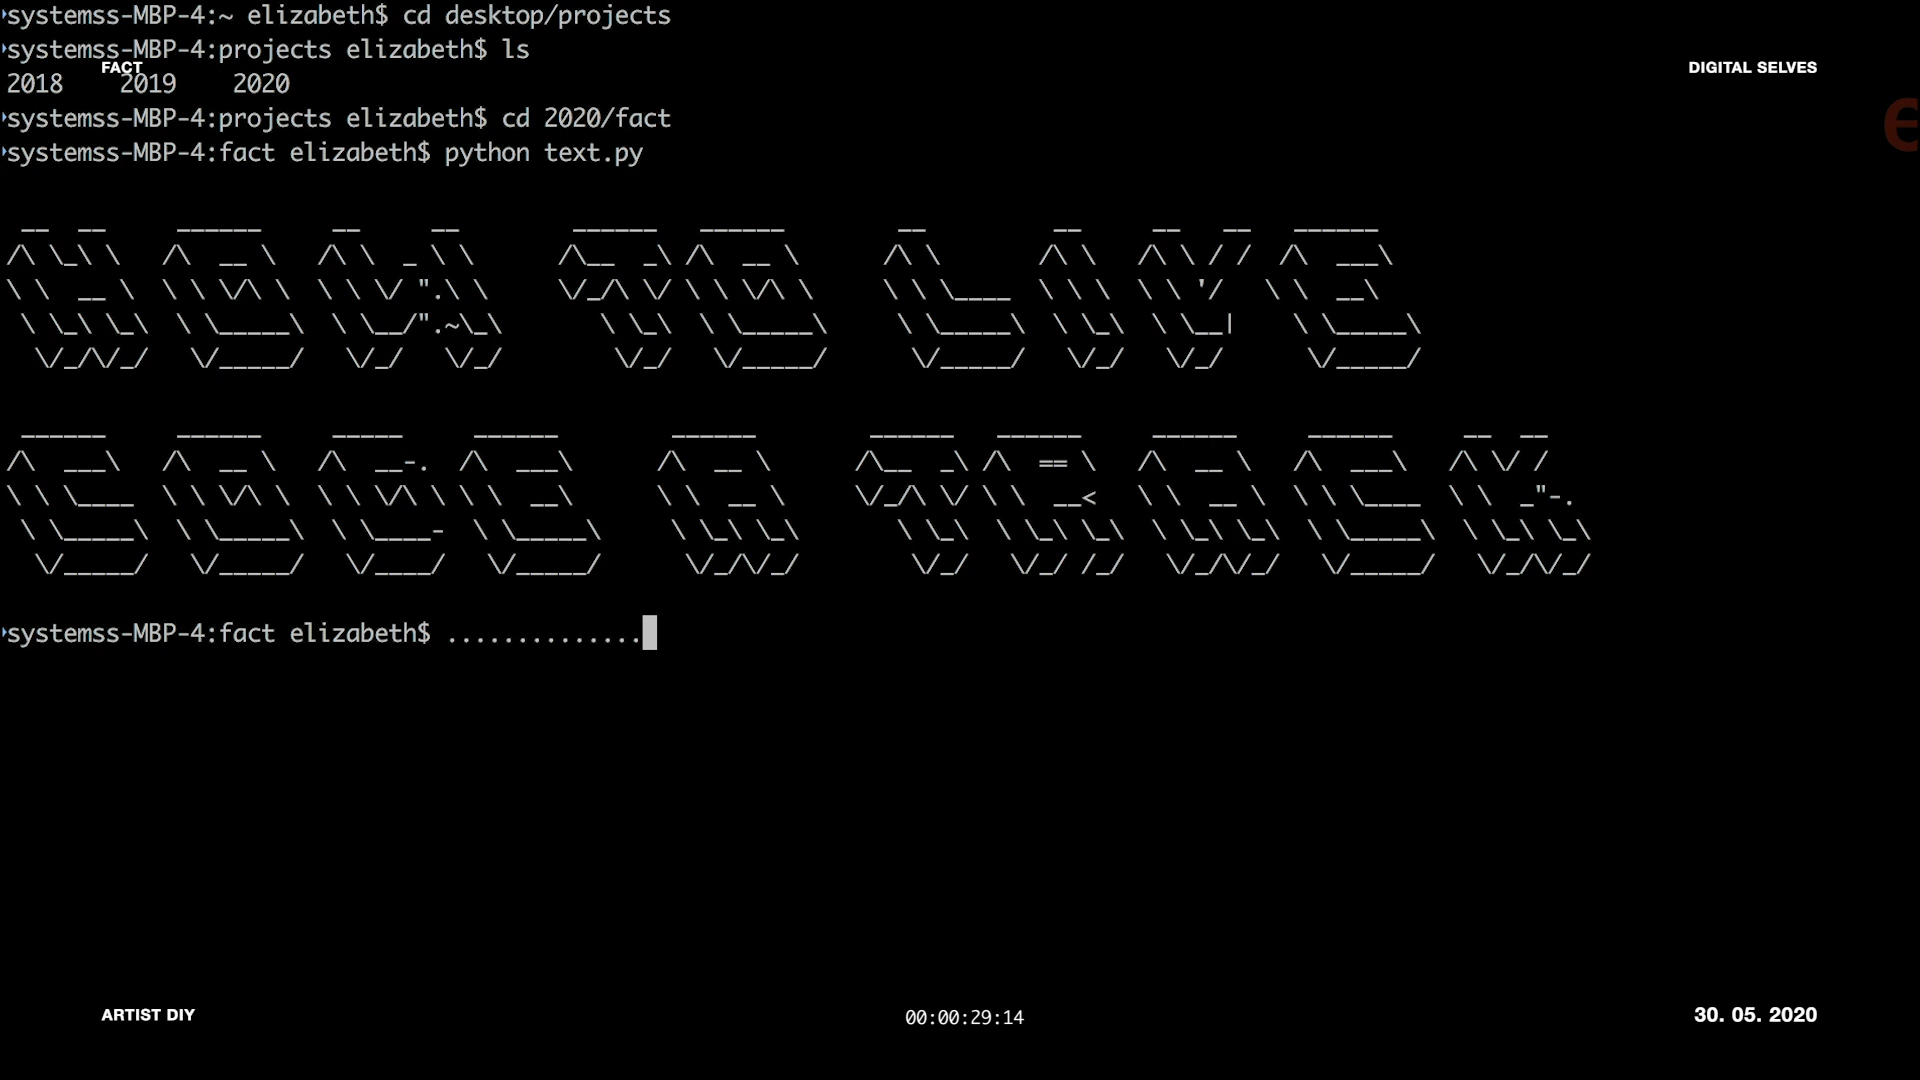 systemss-MBP-4:~ elizabeth$ cd desktop/projects
systemss-MBP-4:projects elizabeth$ ls
FACT
DIGITAL SELVES
2018 2019 2020
systemss-MBP-4:projects elizabeth$ cd 2020/fact
є
systemss-MBP-4:fact elizabeth$ python text.py
HOW TO LIVE
CODE A TRACK
systemss-MBP-4:fact elizabeth$ ..............
ARTIST DIY
00:00:29:14
30. 05. 2020